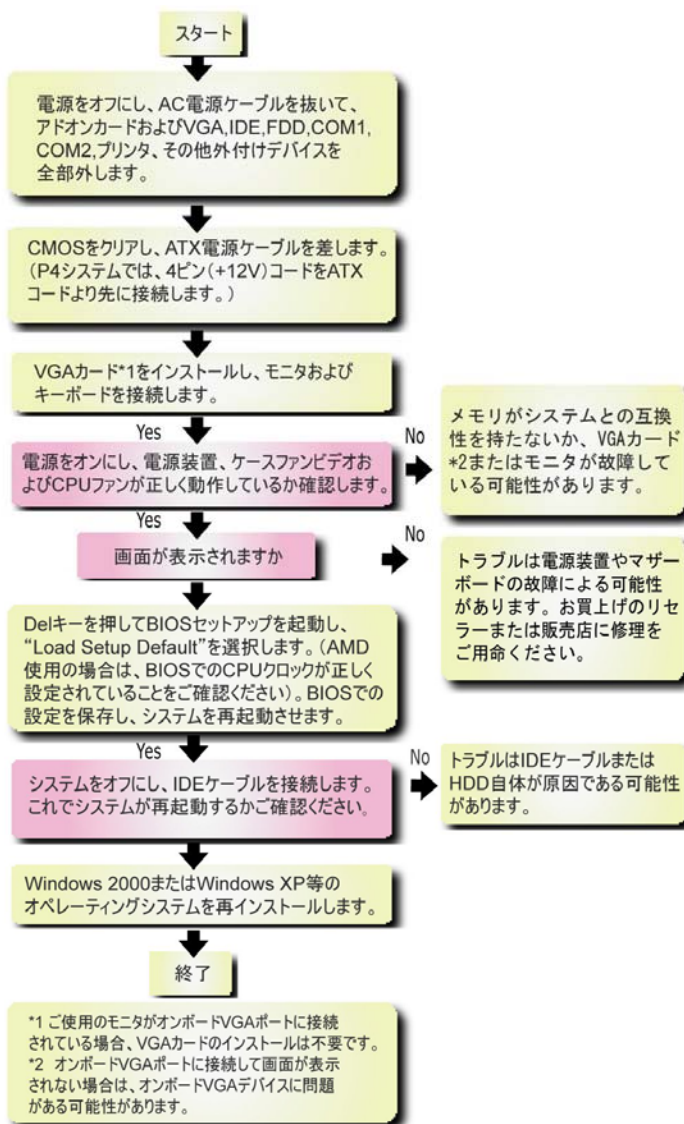 スタート
電源をオフにし、AC電源ケーブルを抜いて、
アドオンカードおよびVGA,IDE,FDD,COM1,
COM2,プリンタ、その他外付けデバイスを
全部外します。
CMOSをクリアし、ATX電源ケーブルを差します。
(P4システムでは、4ピン(+12V)コードをATX
コードより先に接続します。)
VGAカード*1をインストールし、モニタおよび
キーボードを接続します。
Yes
電源をオンにし、電源装置、ケースファンビデオお
よびCPUファンが正しく動作しているか確認します。
No
メモリがシステムとの互換
性を持たないか、VGAカード
*2またはモニタが故障して
いる可能性があります。
Yes
画面が表示されますか
No
トラブルは電源装置やマザー
ボードの故障による可能性
があります。お買上げのリセ
ラーまたは販売店に修理を
ご用命ください。
Delキーを押してBIOSセットアップを起動し、
“Load Setup Default”を選択します。(AMD
使用の場合は、BIOSでのCPUクロックが正しく
設定されていることをご確認ください)。BIOSでの
設定を保存し、システムを再起動させます。
Yes
システムをオフにし、IDEケーブルを接続します。
これでシステムが再起動するかご確認ください。
No
トラブルはIDEケーブルまたは
HDD自体が原因である可能性
があります。
Windows 2000またはWindows XP等の
オペレーティングシステムを再インストールします。
終了
*1 ご使用のモニタがオンボードVGAポートに接続
されている場合、VGAカードのインストールは不要です。
*2 オンボードVGAポートに接続して画面が表示
されない場合は、オンボードVGAデバイスに問題
がある可能性があります。